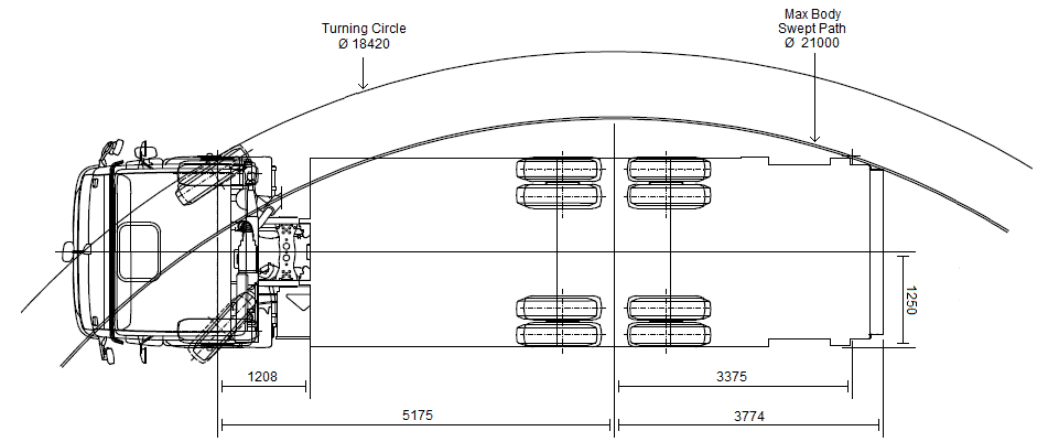 Turning Circle
Ø 18420
Max Body
Swept Path
Ø 21000
1250
1208
3375
5175
3774